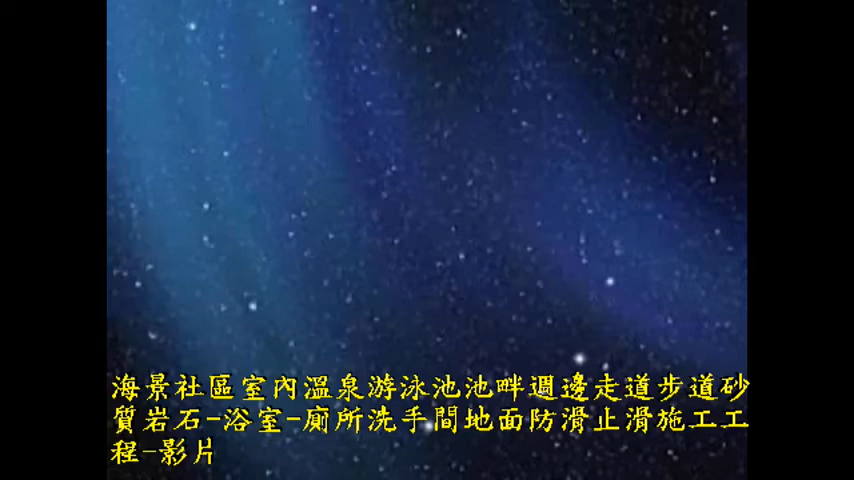 海景社區室內溫泉游泳池池畔週邊走道步道砂
質岩石-浴室-廁所洗手間地面防滑止滑施工工
程-影片